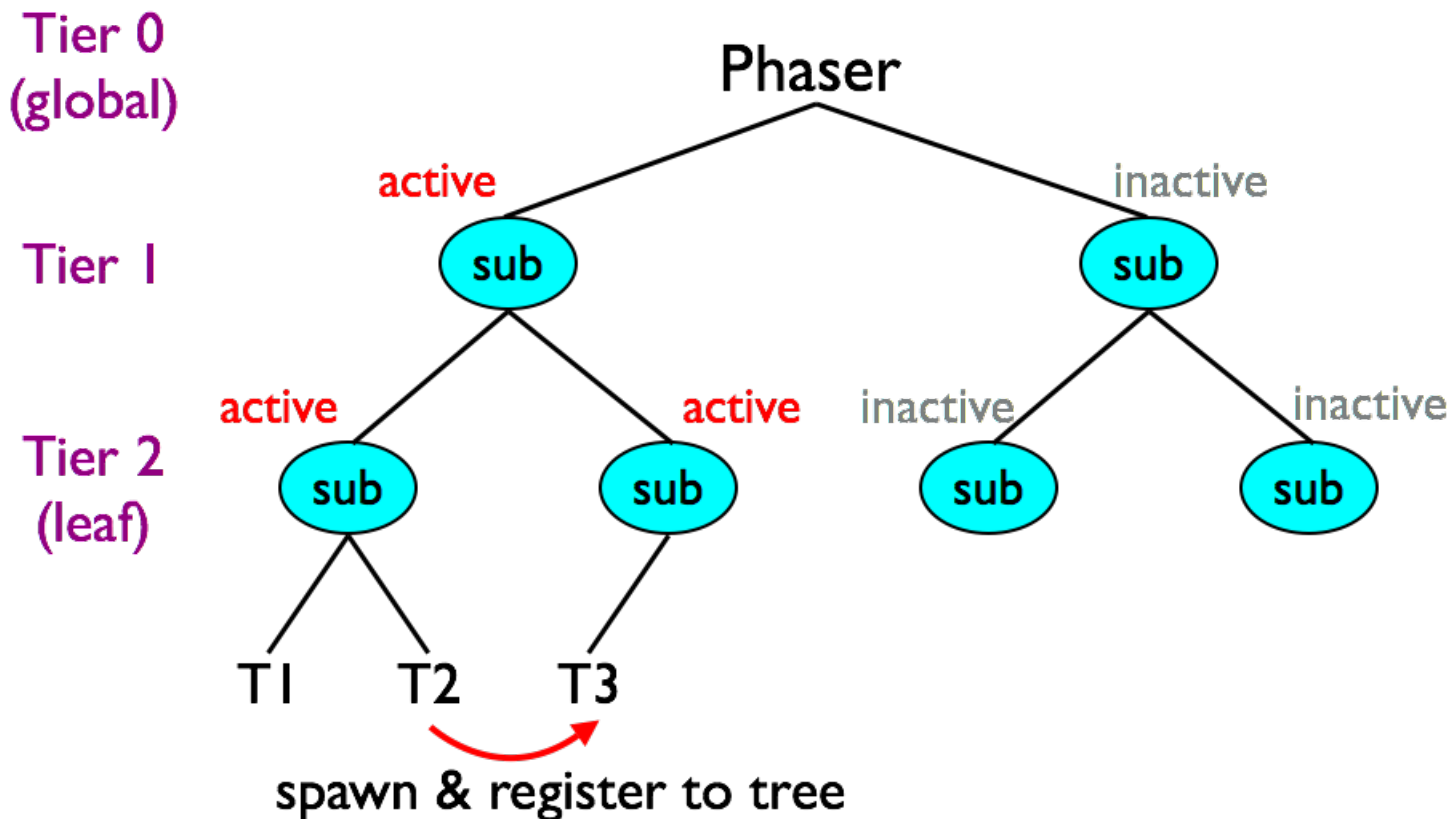 Tier 0
(global)
Phaser
active
inactive
Tier 1
sub
sub
active
active
inactive
inactive
Tier 2
(leaf)
sub
sub
sub
sub
T1
T2
T3
spawn & register to tree